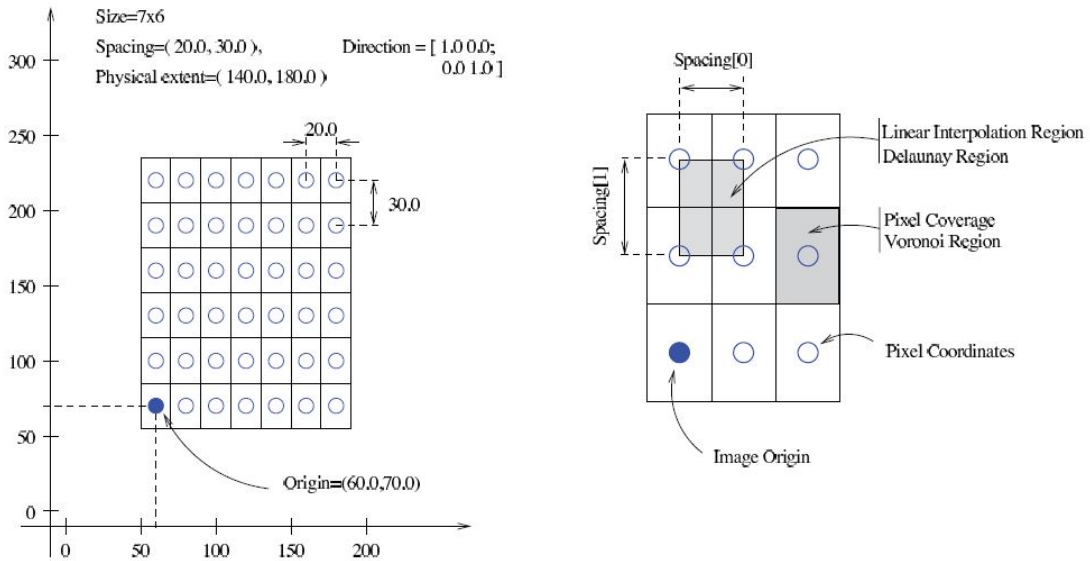 Size=7x6
Spacing=( 20.0, 30.0 ),
Physical extent=( 140.0, 180.0 )
Direction = [ 1.0 0.0;
0.0 1.0 ]
300
250
200
150
100
50
0
20.0
30.0
Origin=(60.0,70.0)
0
50
100
150
200
Spacing[0]
Spacing[1]
Linear Interpolation Region
Delaunay Region
Pixel Coverage
Voronoi Region
Pixel Coordinates
Image Origin